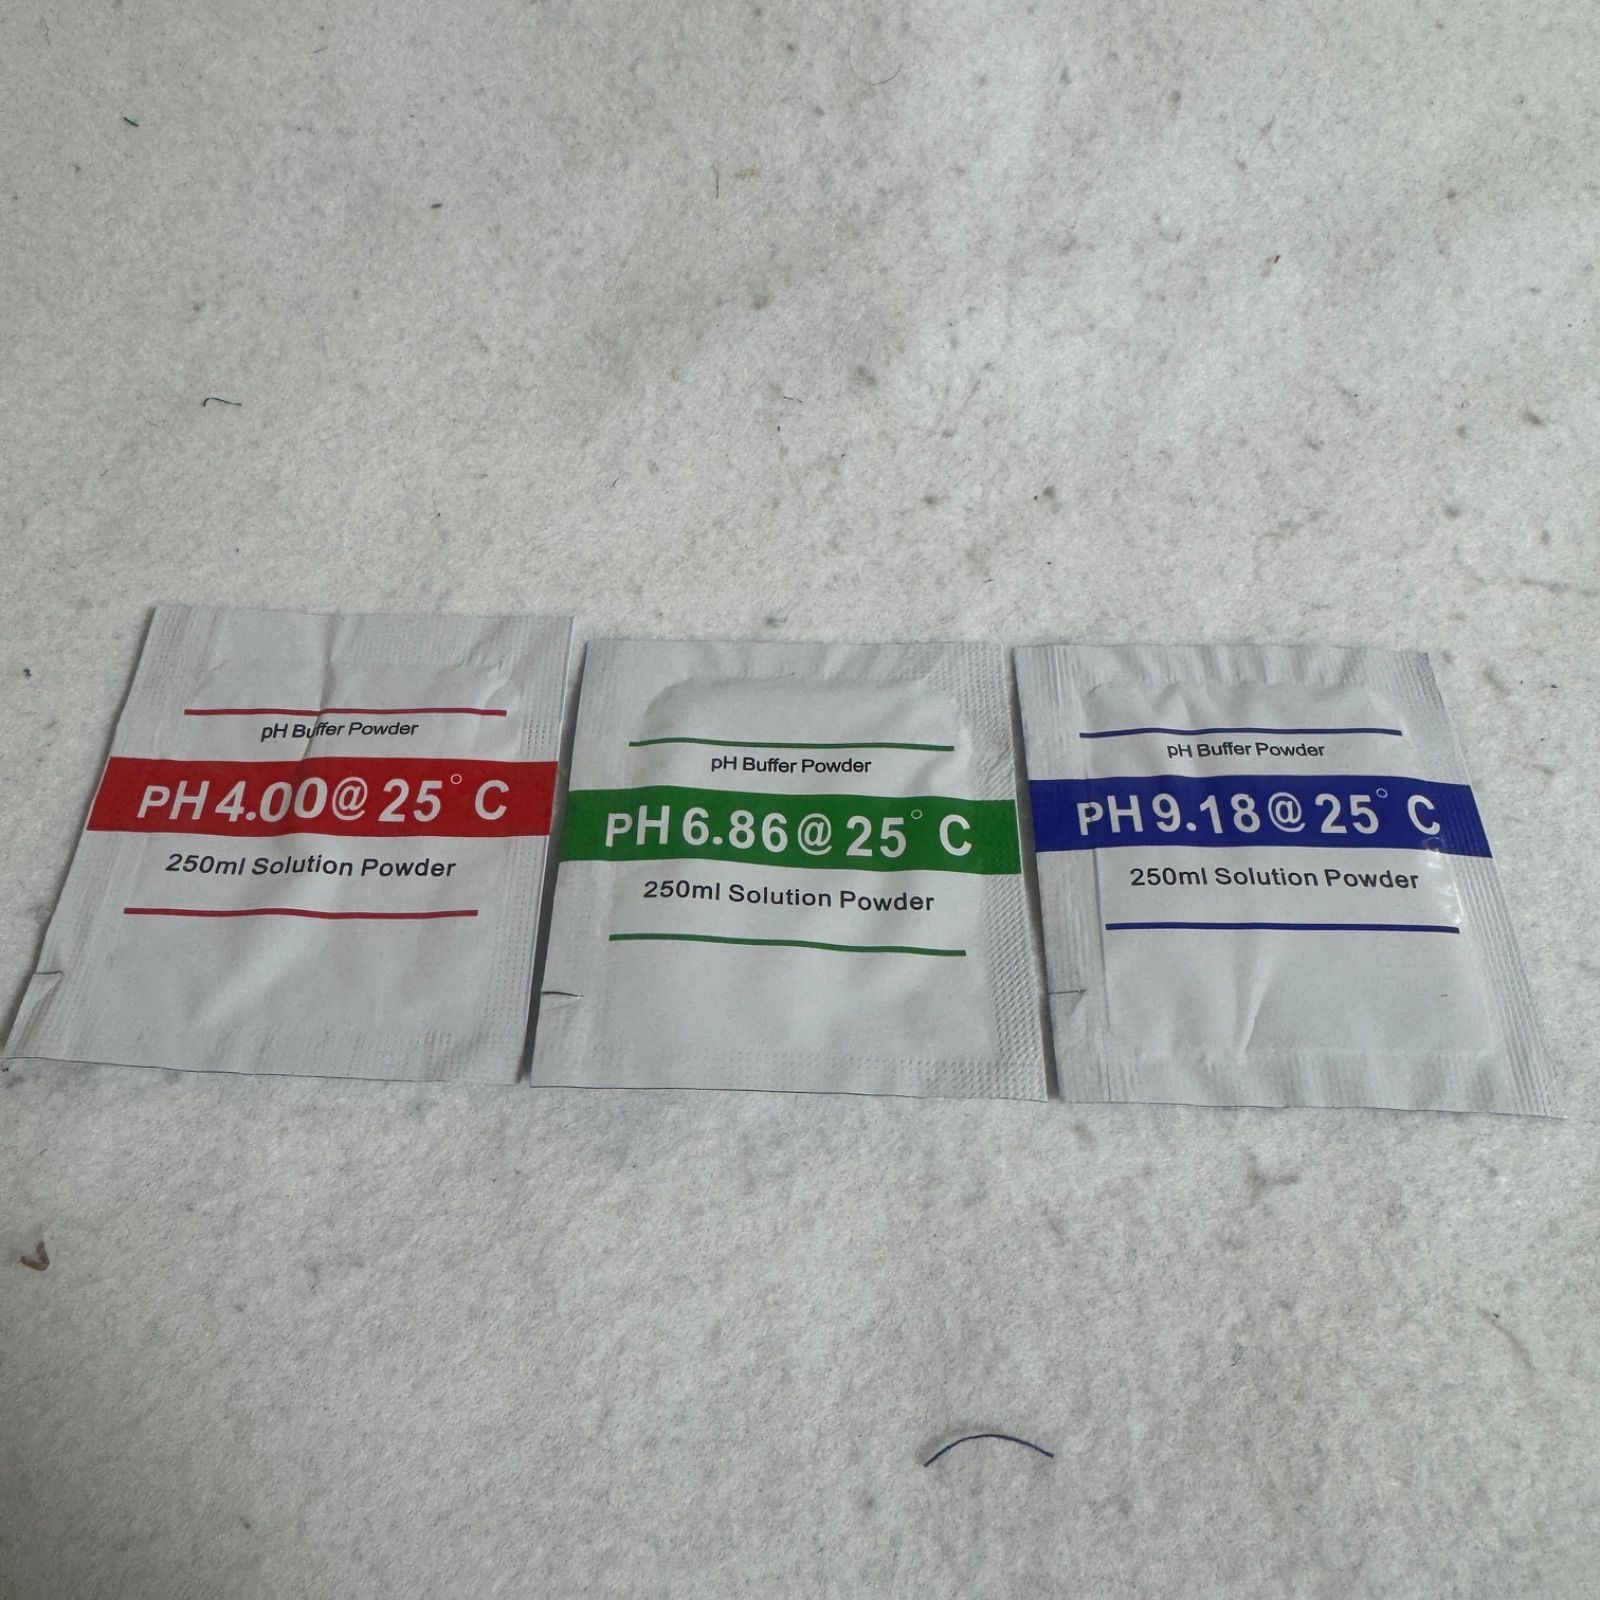 pH Buffer Powder
PH 4.00@ 25° C
250ml Solution Powder
pH Buffer Powder
PH 6.86@ 25° C
250ml Solution Powder
pH Buffer Powder
PH 9.18@ 25° C
250ml Solution Powder